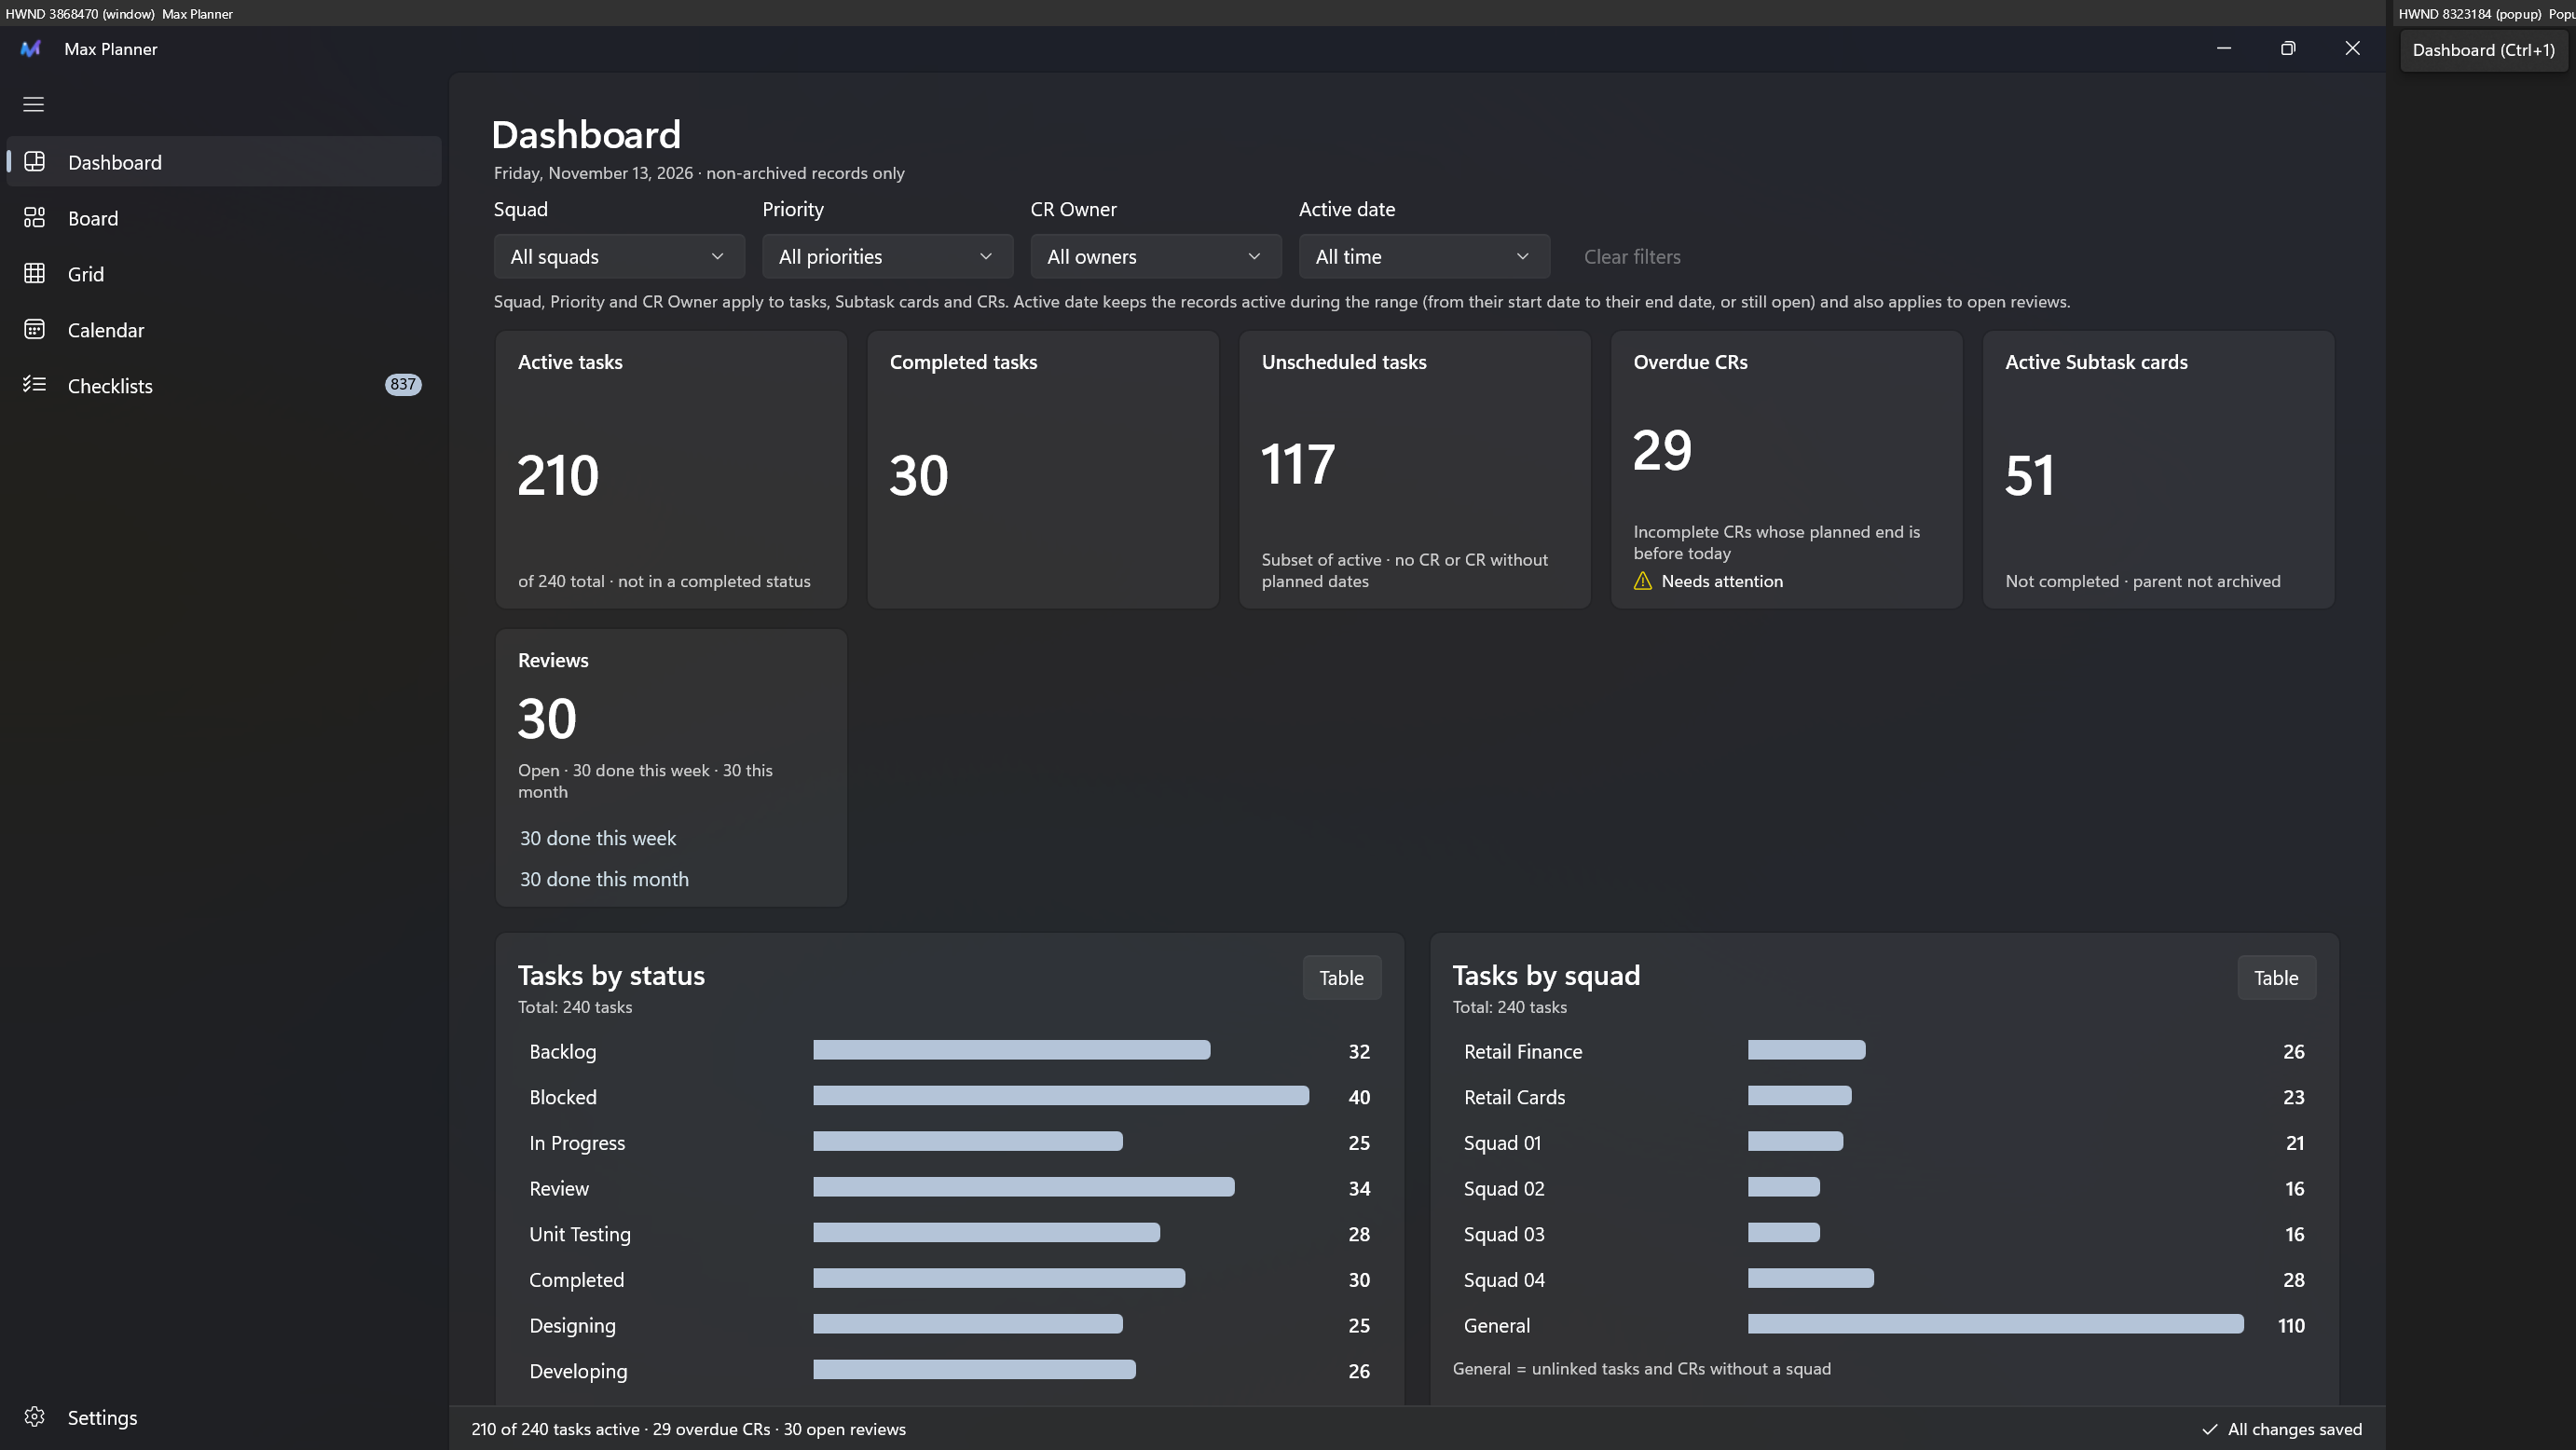 HWND 3868470 (window) Max Planner
HWND 8323184 (popup) Popu
Max Planner
Dashboard (Ctrl+1)
Dashboard
Board
Grid
Calendar
Checklists
837
Settings
Dashboard
Friday, November 13, 2026 · non-archived records only
Squad
Priority
CR Owner
Active date
All squads
All priorities
All owners
All time
Clear filters
Squad, Priority and CR Owner apply to tasks, Subtask cards and CRs. Active date keeps the records active during the range (from their start date to their end date, or still open) and also applies to open reviews.
Active tasks
210
of 240 total · not in a completed status
Completed tasks
30
Unscheduled tasks
117
Subset of active · no CR or CR without
planned dates
Overdue CRs
29
Incomplete CRs whose planned end is
before today
Needs attention
Active Subtask cards
51
Not completed · parent not archived
Reviews
30
Open · 30 done this week · 30 this
month
30 done this week
30 done this month
Tasks by status
Table
Total: 240 tasks
Backlog 32
Blocked 40
In Progress 25
Review 34
Unit Testing 28
Completed 30
Designing 25
Developing 26
Tasks by squad
Table
Total: 240 tasks
Retail Finance 26
Retail Cards 23
Squad 01 21
Squad 02 16
Squad 03 16
Squad 04 28
General 110
General = unlinked tasks and CRs without a squad
210 of 240 tasks active · 29 overdue CRs · 30 open reviews
All changes saved